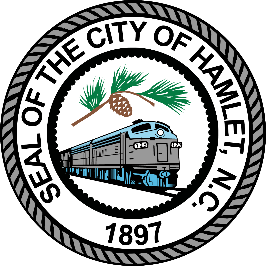 SEAL OF THE CITY OF HAMLET, N.C.
1897